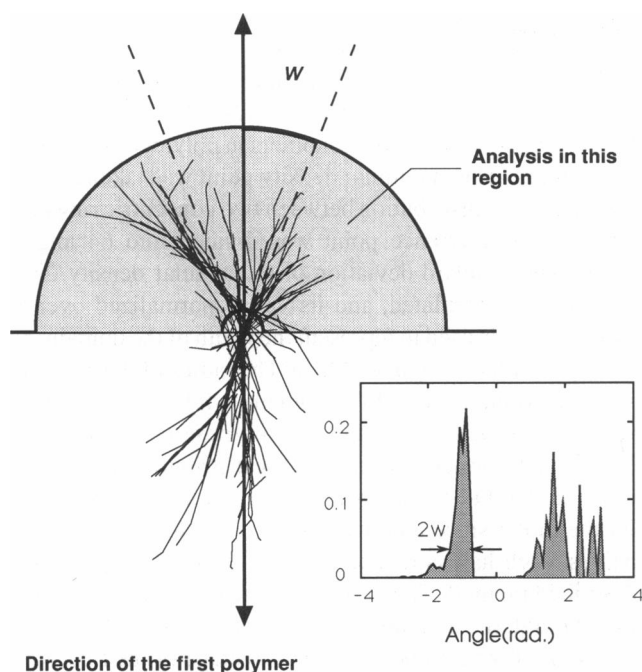 w
Analysis in this
region
0.2
0.1
0
2w
-4
-2
0
2
4
Angle(rad.)
Direction of the first polymer